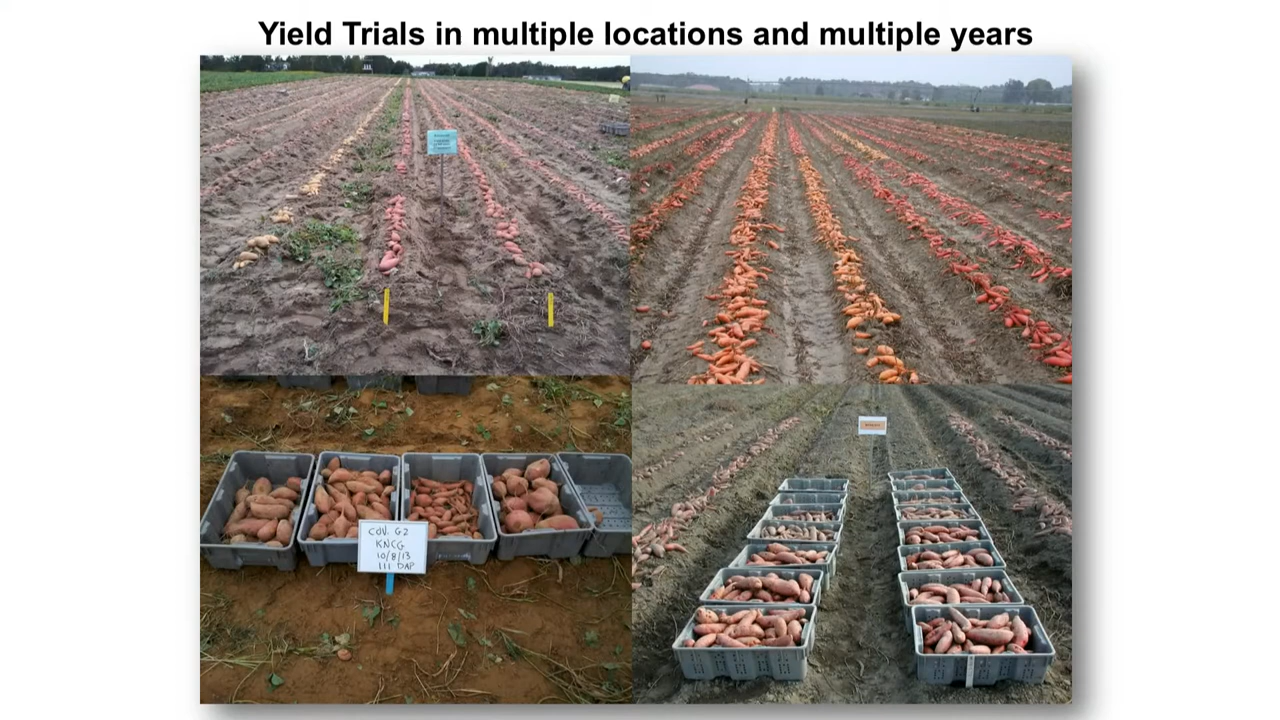 Yield Trials in multiple locations and multiple years
COV. G2
KNCG
10/8/13
111 DAP